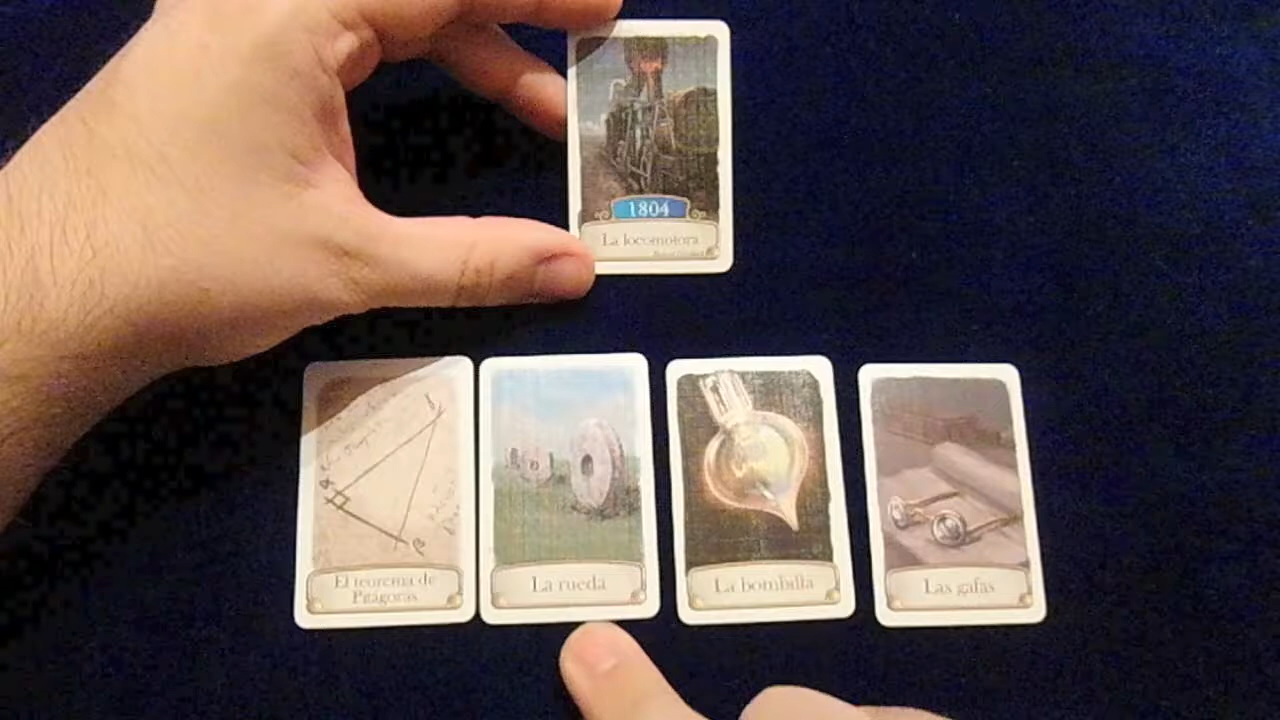 1804
La locomotora
El teorema de
Pitágoras
La rueda
La bombilla
Las gafas